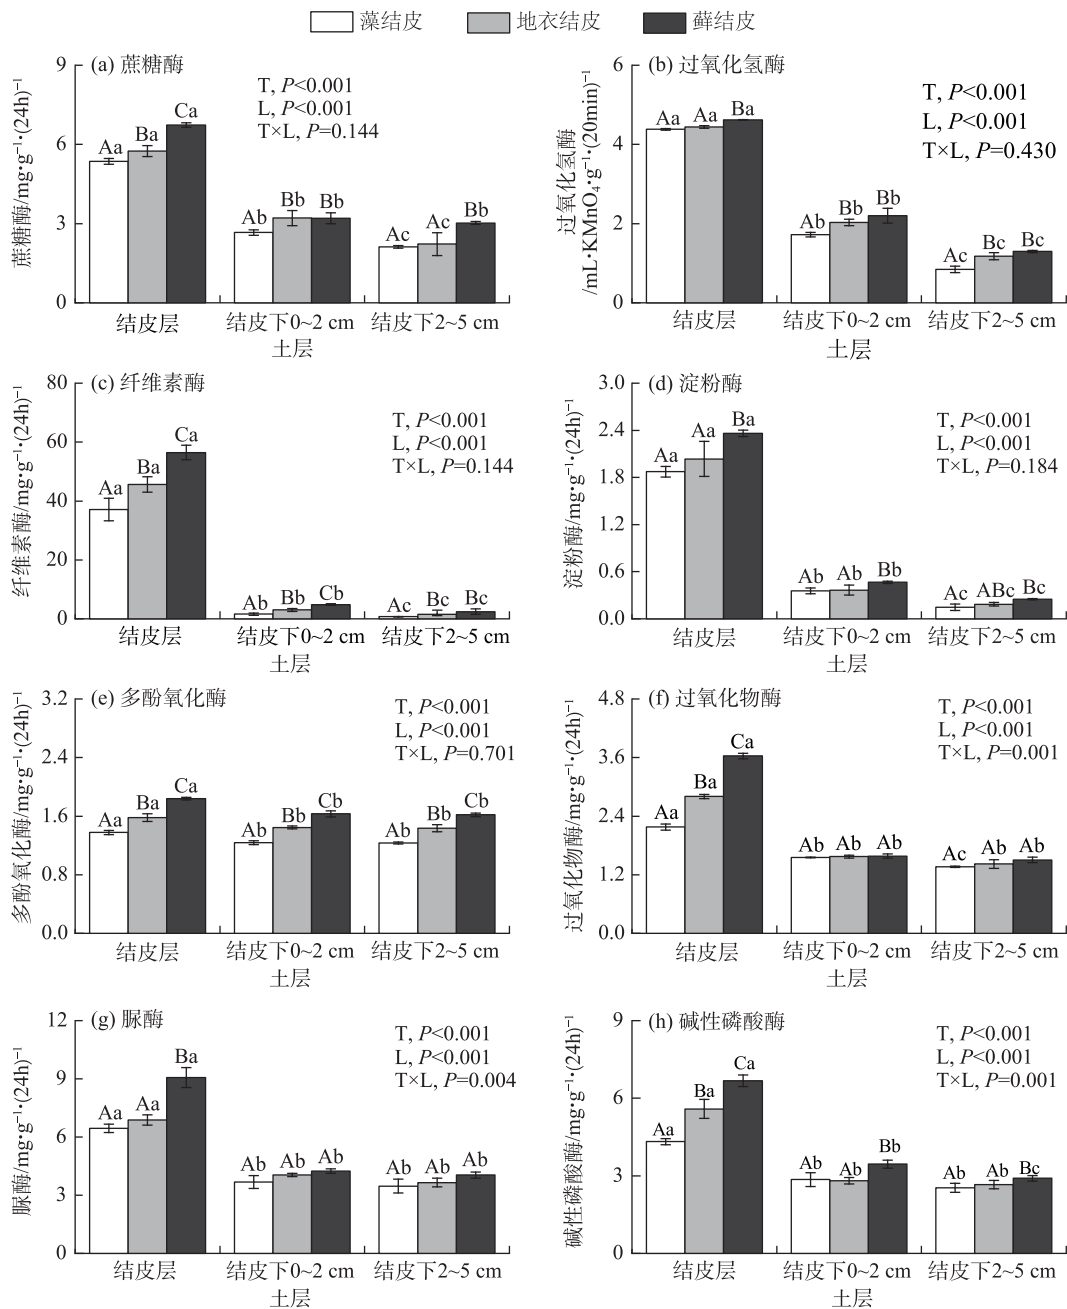 藻结皮 地衣结皮 藓结皮
(a) 蔗糖酶
T, P<0.001
L, P<0.001
T×L, P=0.144
蔗糖酶/mg·g⁻¹·(24h)⁻¹
9
6
3
0
Aa Ba Ca
Ab Bb Bb
Ac Ac Bb
结皮层 结皮下0~2 cm 结皮下2~5 cm
土层
(b) 过氧化氢酶
T, P<0.001
L, P<0.001
T×L, P=0.430
过氧化氢酶
/mL·KMnO₄·g⁻¹·(20min)⁻¹
6
4
2
0
Aa Aa Ba
Ab Bb Bb
Ac Bc Bc
结皮层 结皮下0~2 cm 结皮下2~5 cm
土层
(c) 纤维素酶
T, P<0.001
L, P<0.001
T×L, P=0.144
纤维素酶/mg·g⁻¹·(24h)⁻¹
80
60
40
20
0
Aa Ba Ca
Ab Bb Cb
Ac Bc Bc
结皮层 结皮下0~2 cm 结皮下2~5 cm
土层
(d) 淀粉酶
T, P<0.001
L, P<0.001
T×L, P=0.184
淀粉酶/mg·g⁻¹·(24h)⁻¹
3.0
2.4
1.8
1.2
0.6
0.0
Aa Aa Ba
Ab Ab Bb
Ac ABc Bc
结皮层 结皮下0~2 cm 结皮下2~5 cm
土层
(e) 多酚氧化酶
T, P<0.001
L, P<0.001
T×L, P=0.701
多酚氧化酶/mg·g⁻¹·(24h)⁻¹
3.2
2.4
1.6
0.8
0.0
Aa Ba Ca
Ab Bb Cb
Ab Bb Cb
结皮层 结皮下0~2 cm 结皮下2~5 cm
土层
(f) 过氧化物酶
T, P<0.001
L, P<0.001
T×L, P=0.001
过氧化物酶/mg·g⁻¹·(24h)⁻¹
4.8
3.6
2.4
1.2
0.0
Aa Ba Ca
Ab Ab Ab
Ac Ab Ab
结皮层 结皮下0~2 cm 结皮下2~5 cm
土层
(g) 脲酶
T, P<0.001
L, P<0.001
T×L, P=0.004
脲酶/mg·g⁻¹·(24h)⁻¹
12
9
6
3
0
Aa Aa Ba
Ab Ab Ab
Ab Ab Ab
结皮层 结皮下0~2 cm 结皮下2~5 cm
土层
(h) 碱性磷酸酶
T, P<0.001
L, P<0.001
T×L, P=0.001
碱性磷酸酶/mg·g⁻¹·(24h)⁻¹
9
6
3
0
Aa Ba Ca
Ab Ab Bb
Ab Ab Bc
结皮层 结皮下0~2 cm 结皮下2~5 cm
土层